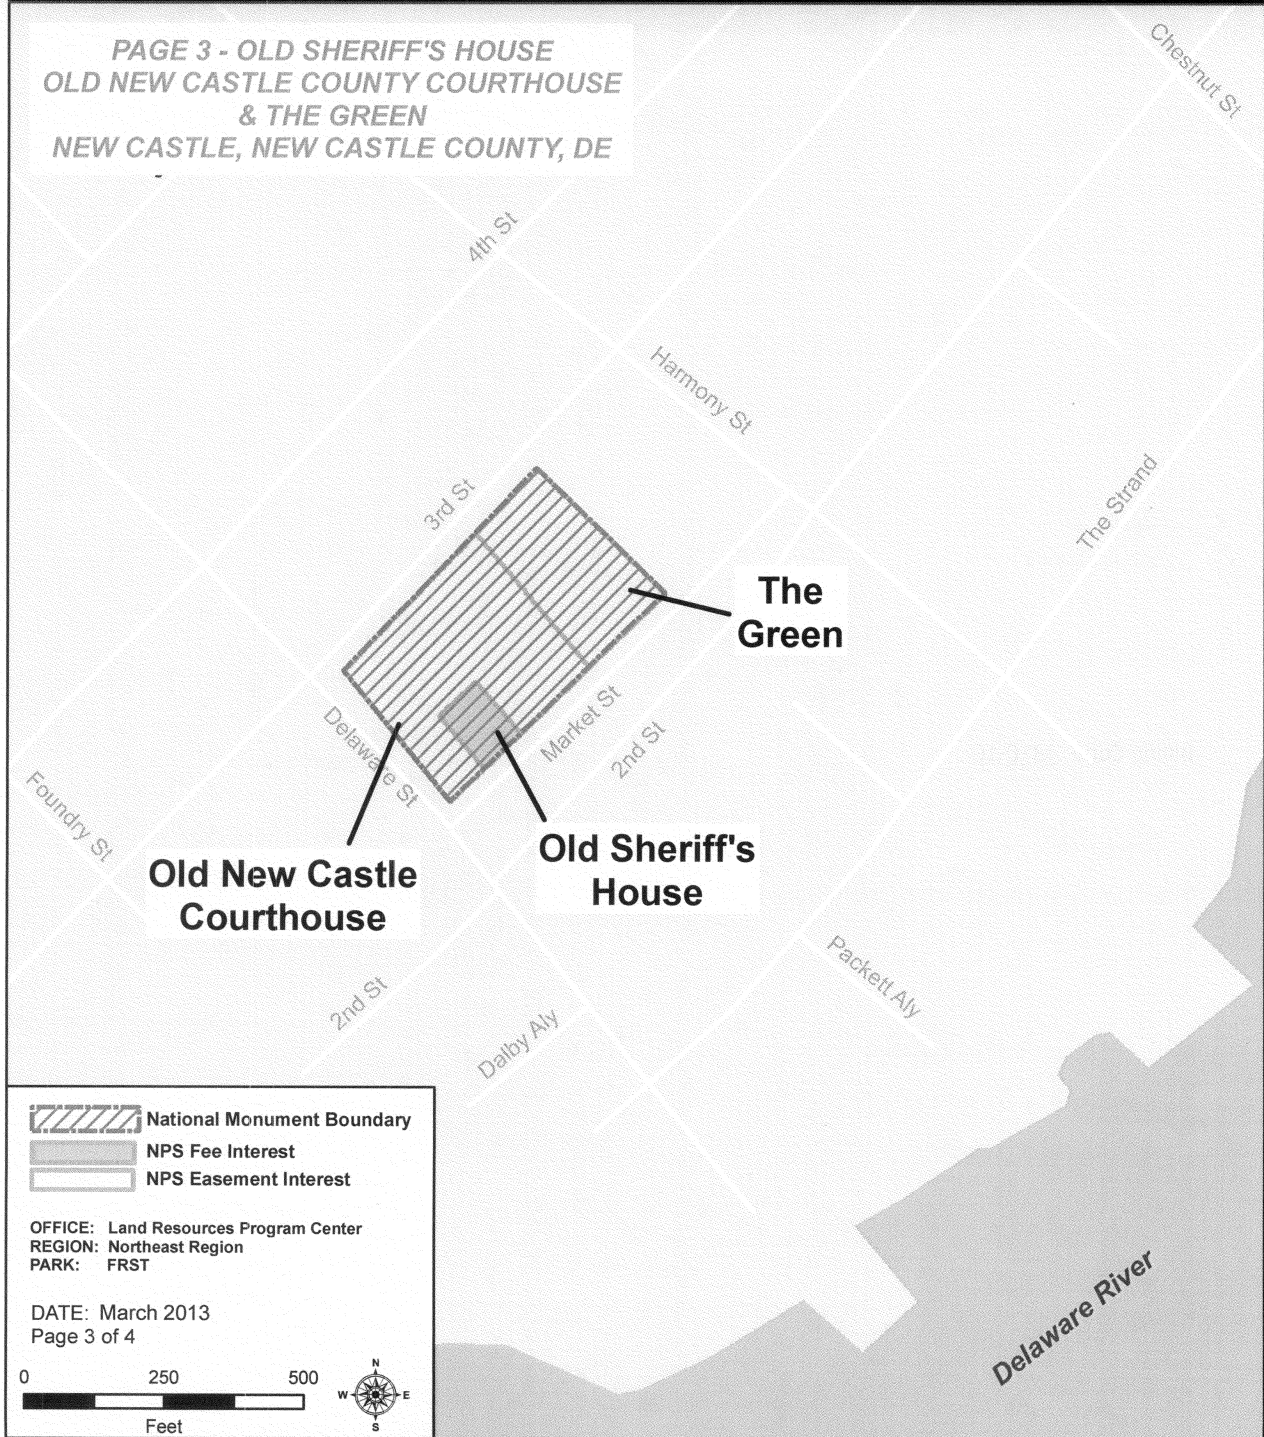 PAGE 3 - OLD SHERIFF'S HOUSE
OLD NEW CASTLE COUNTY COURTHOUSE
& THE GREEN
NEW CASTLE, NEW CASTLE COUNTY, DE
Chestnut St
4th St
Harmony St
3rd St
The Strand
The
Green
Delaware St
Market St
2nd St
Foundry St
Old Sheriff's
House
Old New Castle
Courthouse
Packett Aly
2nd St
Dalby Aly
National Monument Boundary
NPS Fee Interest
NPS Easement Interest
OFFICE: Land Resources Program Center
REGION: Northeast Region
PARK: FRST
DATE: March 2013
Page 3 of 4
0 250 500
Feet
N
W E
S
Delaware River